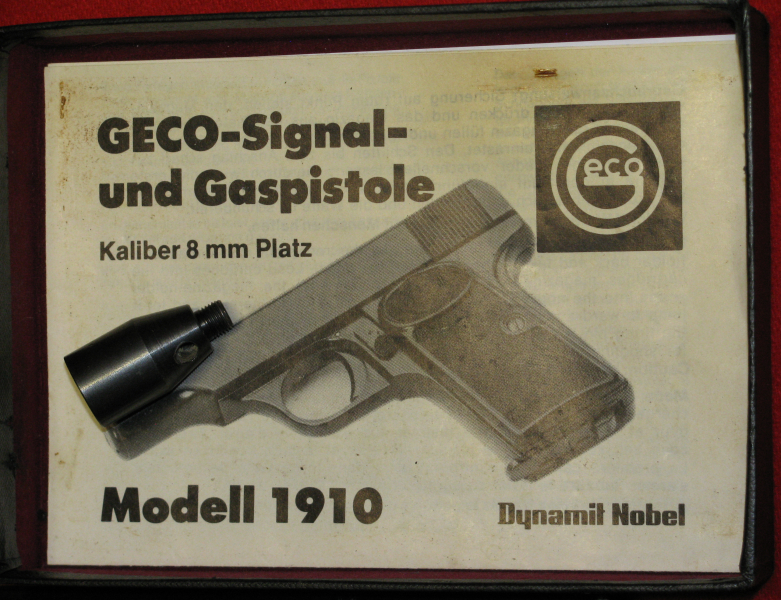 GECO-Signal-
und Gaspistole
Kaliber 8 mm Platz
Geco
Modell 1910
Dynamit Nobel